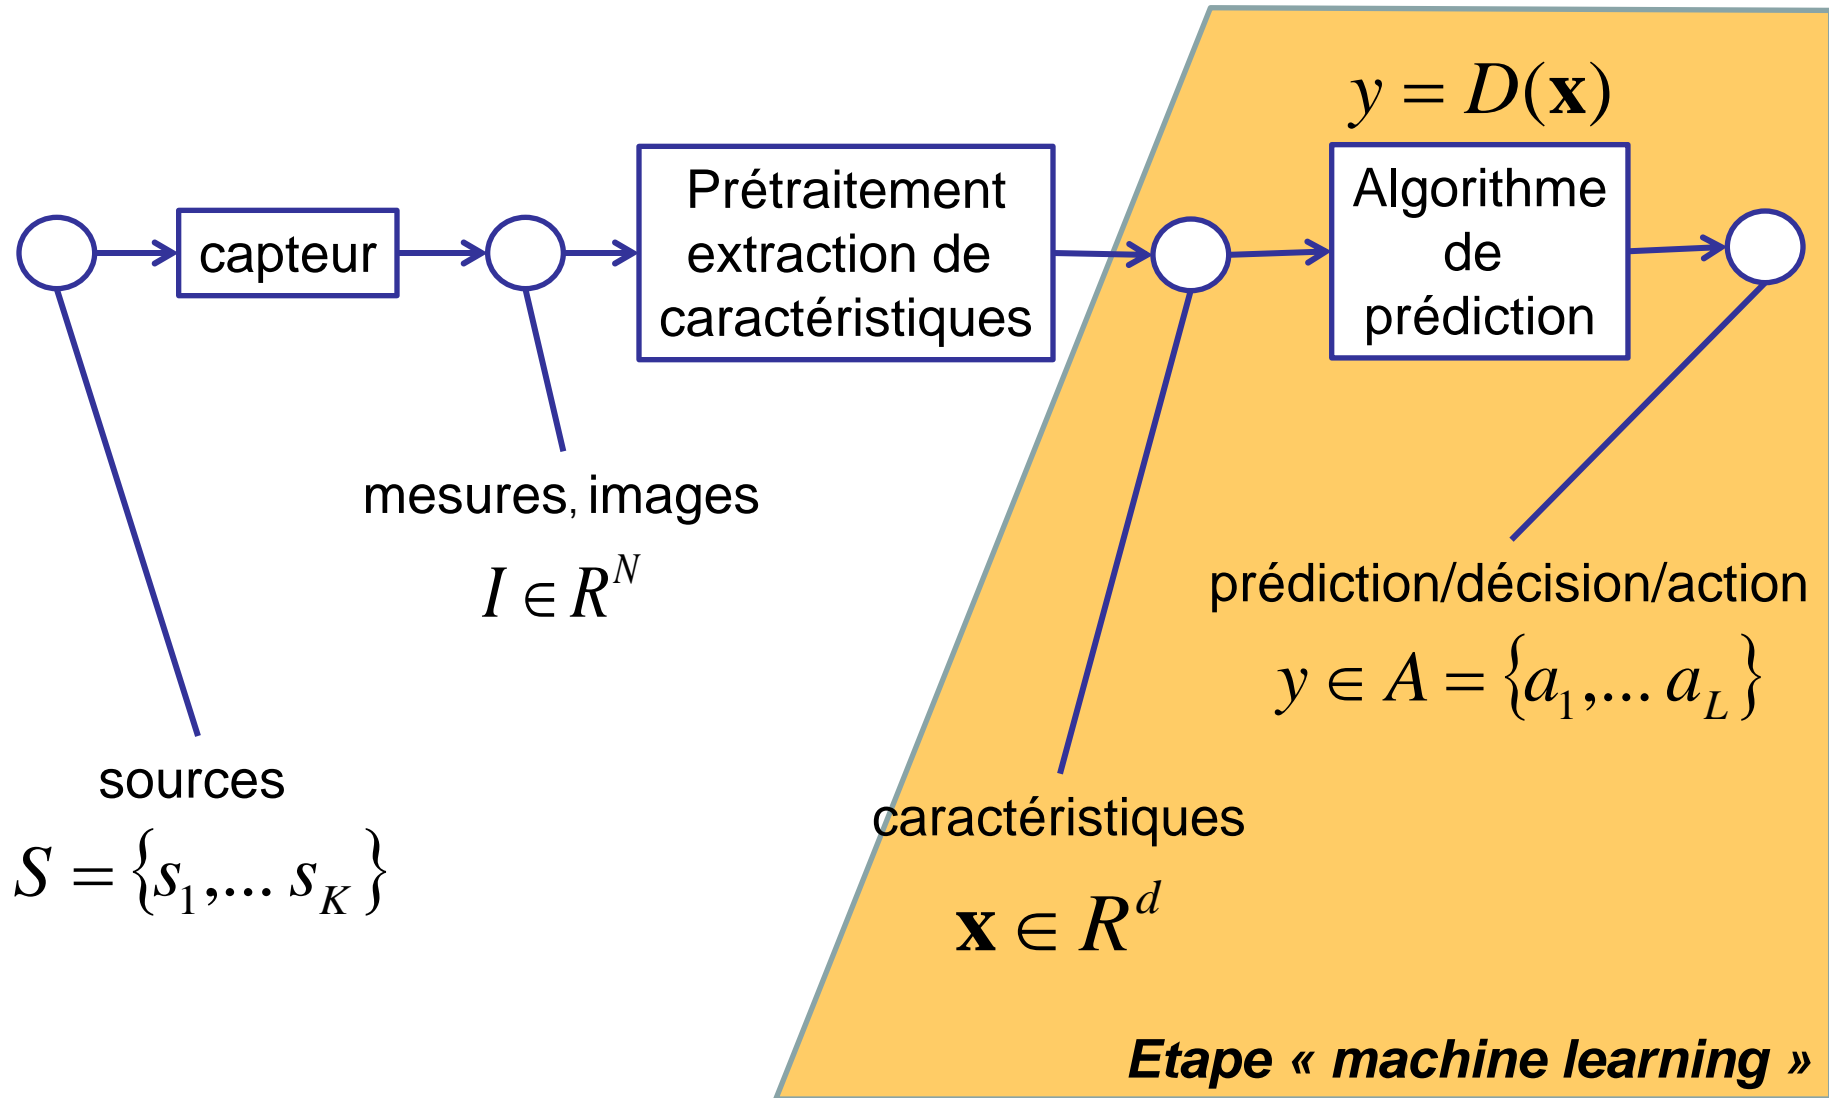 y = D(x)
capteur
Prétraitement
extraction de
caractéristiques
Algorithme
de
prédiction
mesures, images
I ∈ R^N
prédiction/décision/action
y ∈ A = {a_1,... a_L}
sources
S = {s_1,... s_K}
caractéristiques
x ∈ R^d
Etape « machine learning »